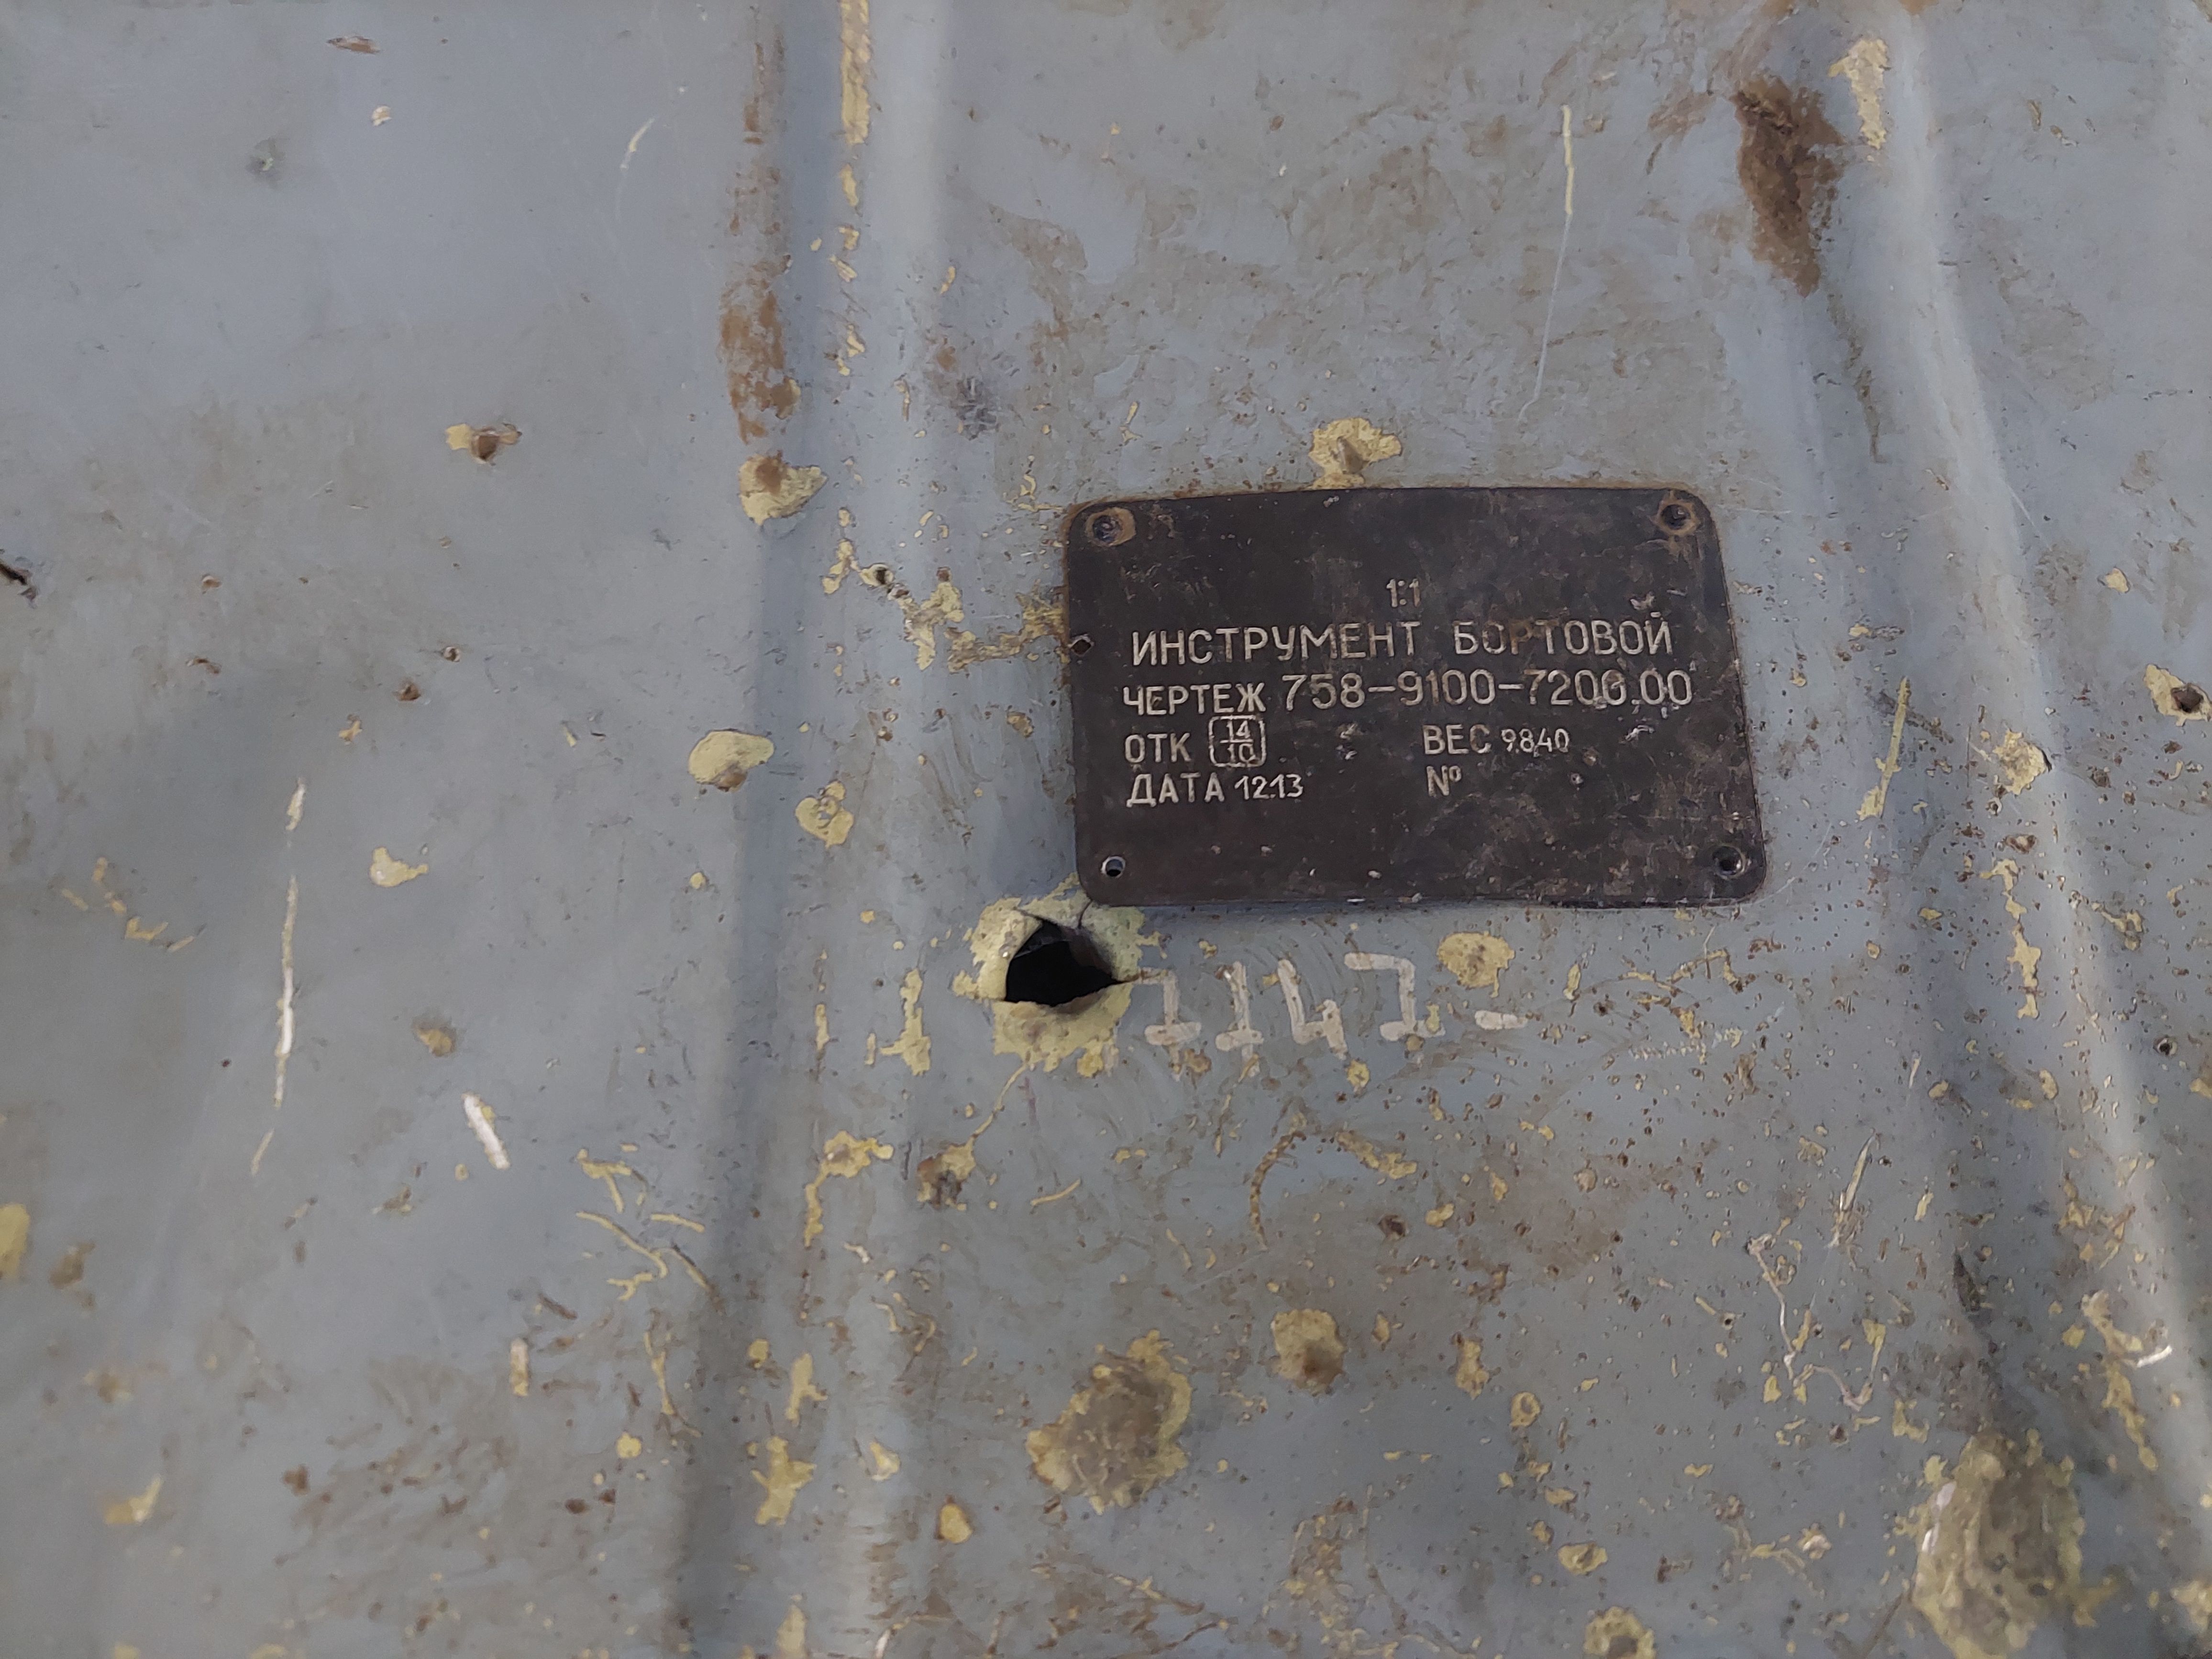 1:1
ИНСТРУМЕНТ БОРТОВОЙ
ЧЕРТЕЖ 758-9100-7200.00
ОТК 14 10 ВЕС 9.840
ДАТА 12.13 №